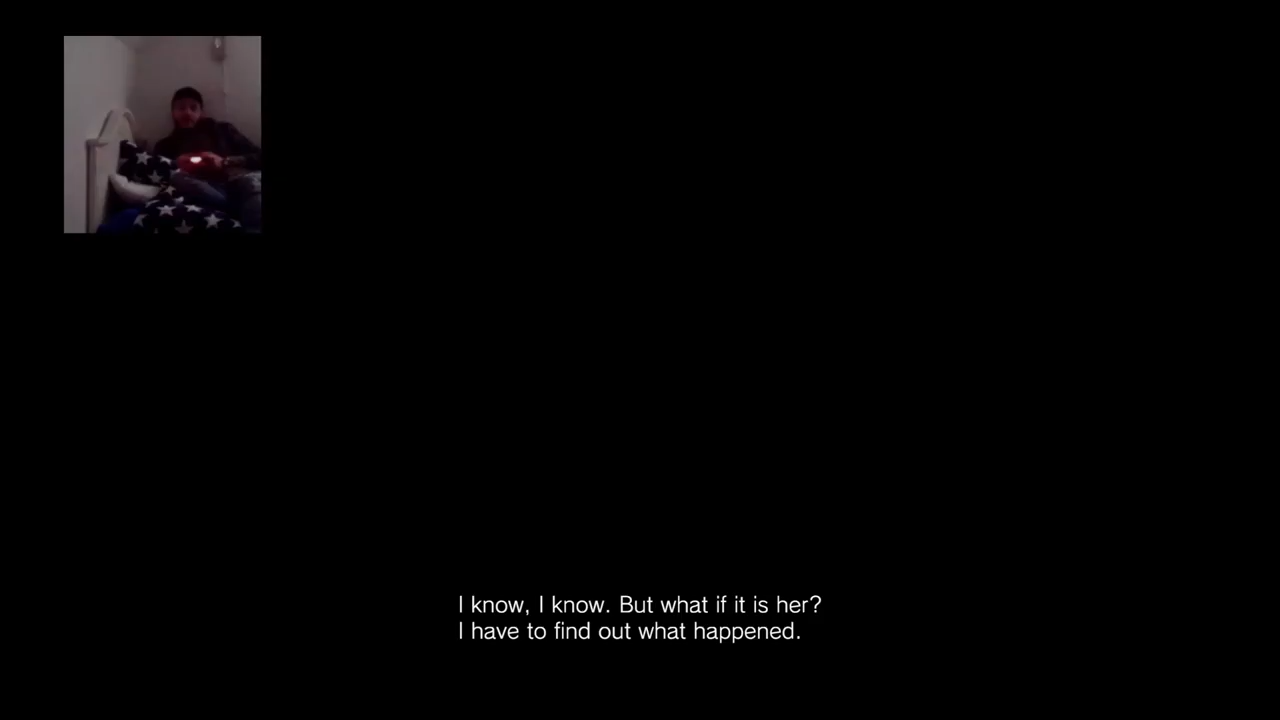 I know, I know. But what if it is her?
I have to find out what happened.